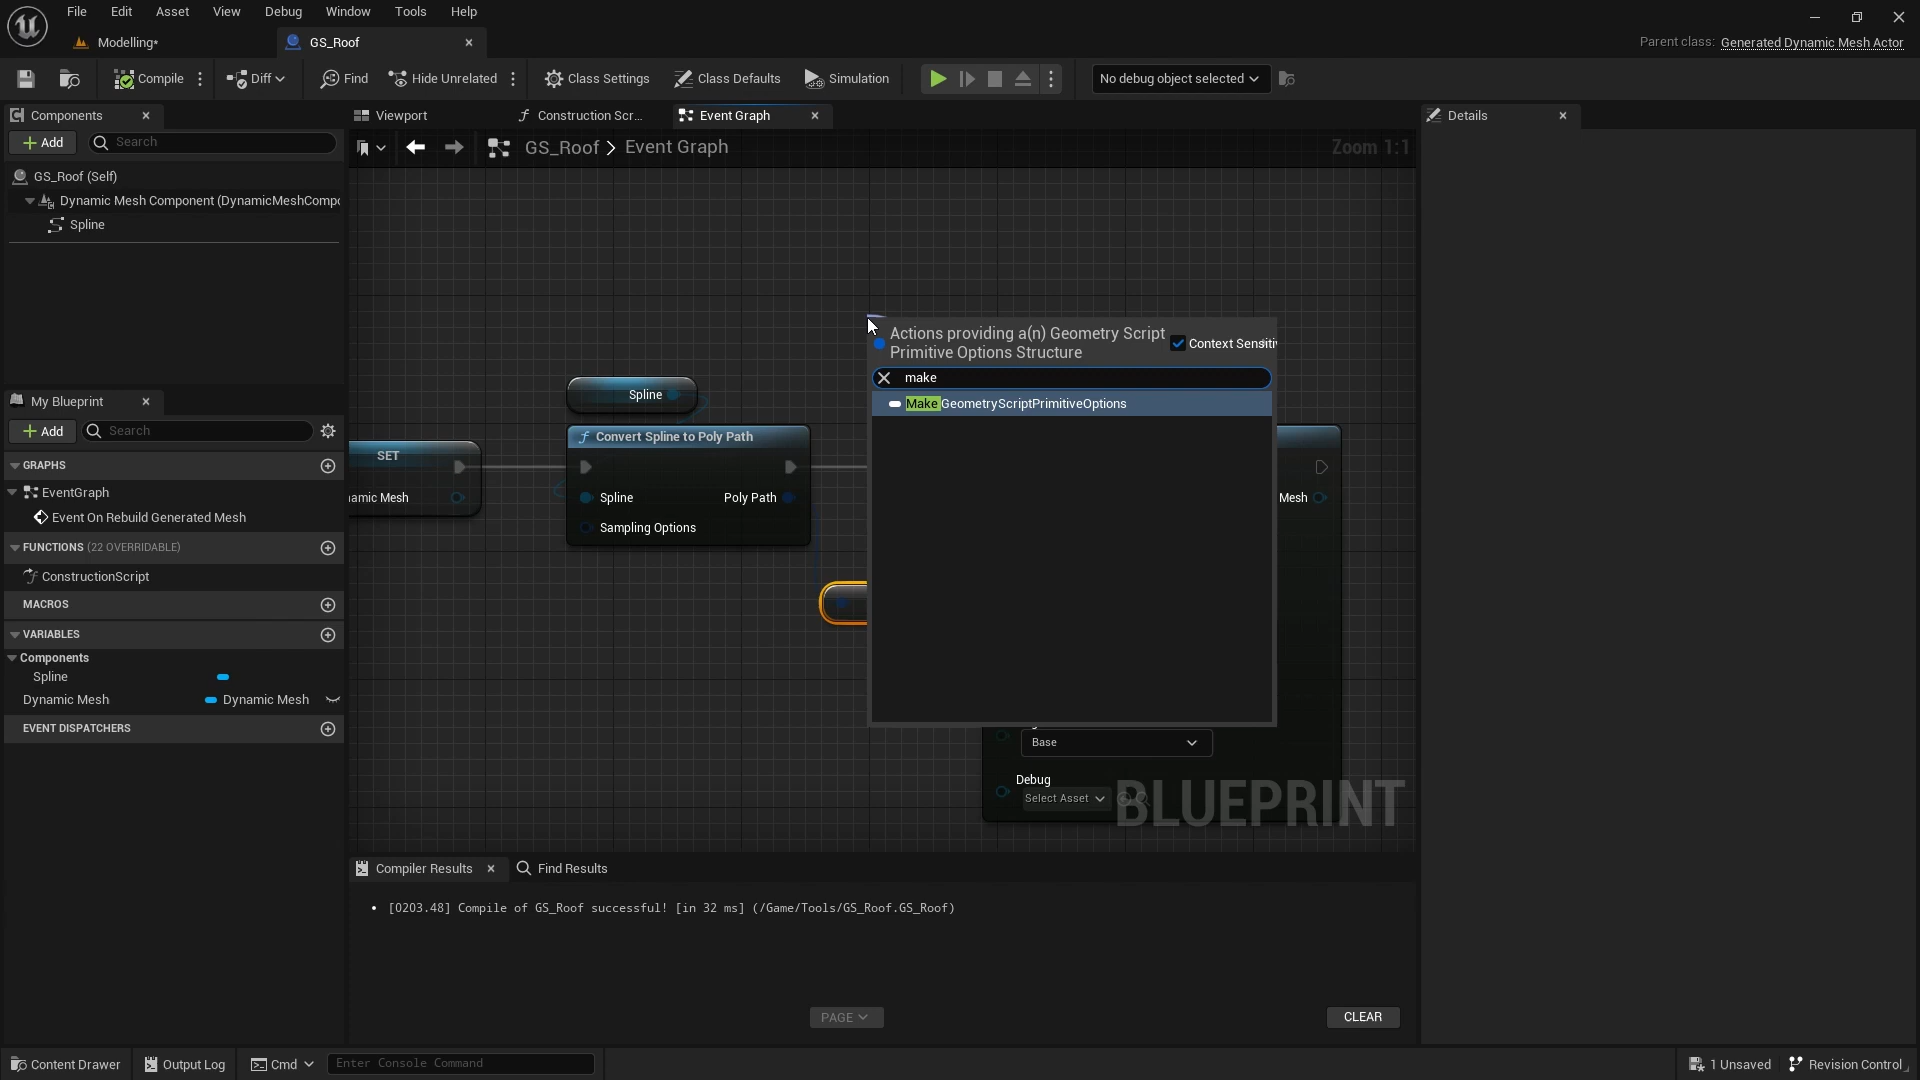 File Edit Asset View Debug Window Tools Help
Modelling*
GS_Roof
Parent class: Generated Dynamic Mesh Actor
Compile Diff Find Hide Unrelated Class Settings Class Defaults Simulation No debug object selected
Components
Viewport Construction Scr... Event Graph
Details
Add Search
GS_Roof > Event Graph
Zoom 1:1
GS_Roof (Self)
Dynamic Mesh Component (DynamicMeshCompo
Spline
Actions providing a(n) Geometry Script
Primitive Options Structure
Context Sensitiv
make
Make GeometryScriptPrimitiveOptions
Spline
Convert Spline to Poly Path
SET
Spline Poly Path
Sampling Options
namic Mesh
Mesh
Base
Debug
Select Asset
BLUEPRINT
My Blueprint
Add Search
GRAPHS
EventGraph
Event On Rebuild Generated Mesh
FUNCTIONS (22 OVERRIDABLE)
ConstructionScript
MACROS
VARIABLES
Components
Spline
Dynamic Mesh Dynamic Mesh
EVENT DISPATCHERS
Compiler Results Find Results
• [0203.48] Compile of GS_Roof successful! [in 32 ms] (/Game/Tools/GS_Roof.GS_Roof)
PAGE
CLEAR
Content Drawer Output Log Cmd Enter Console Command
1 Unsaved Revision Control